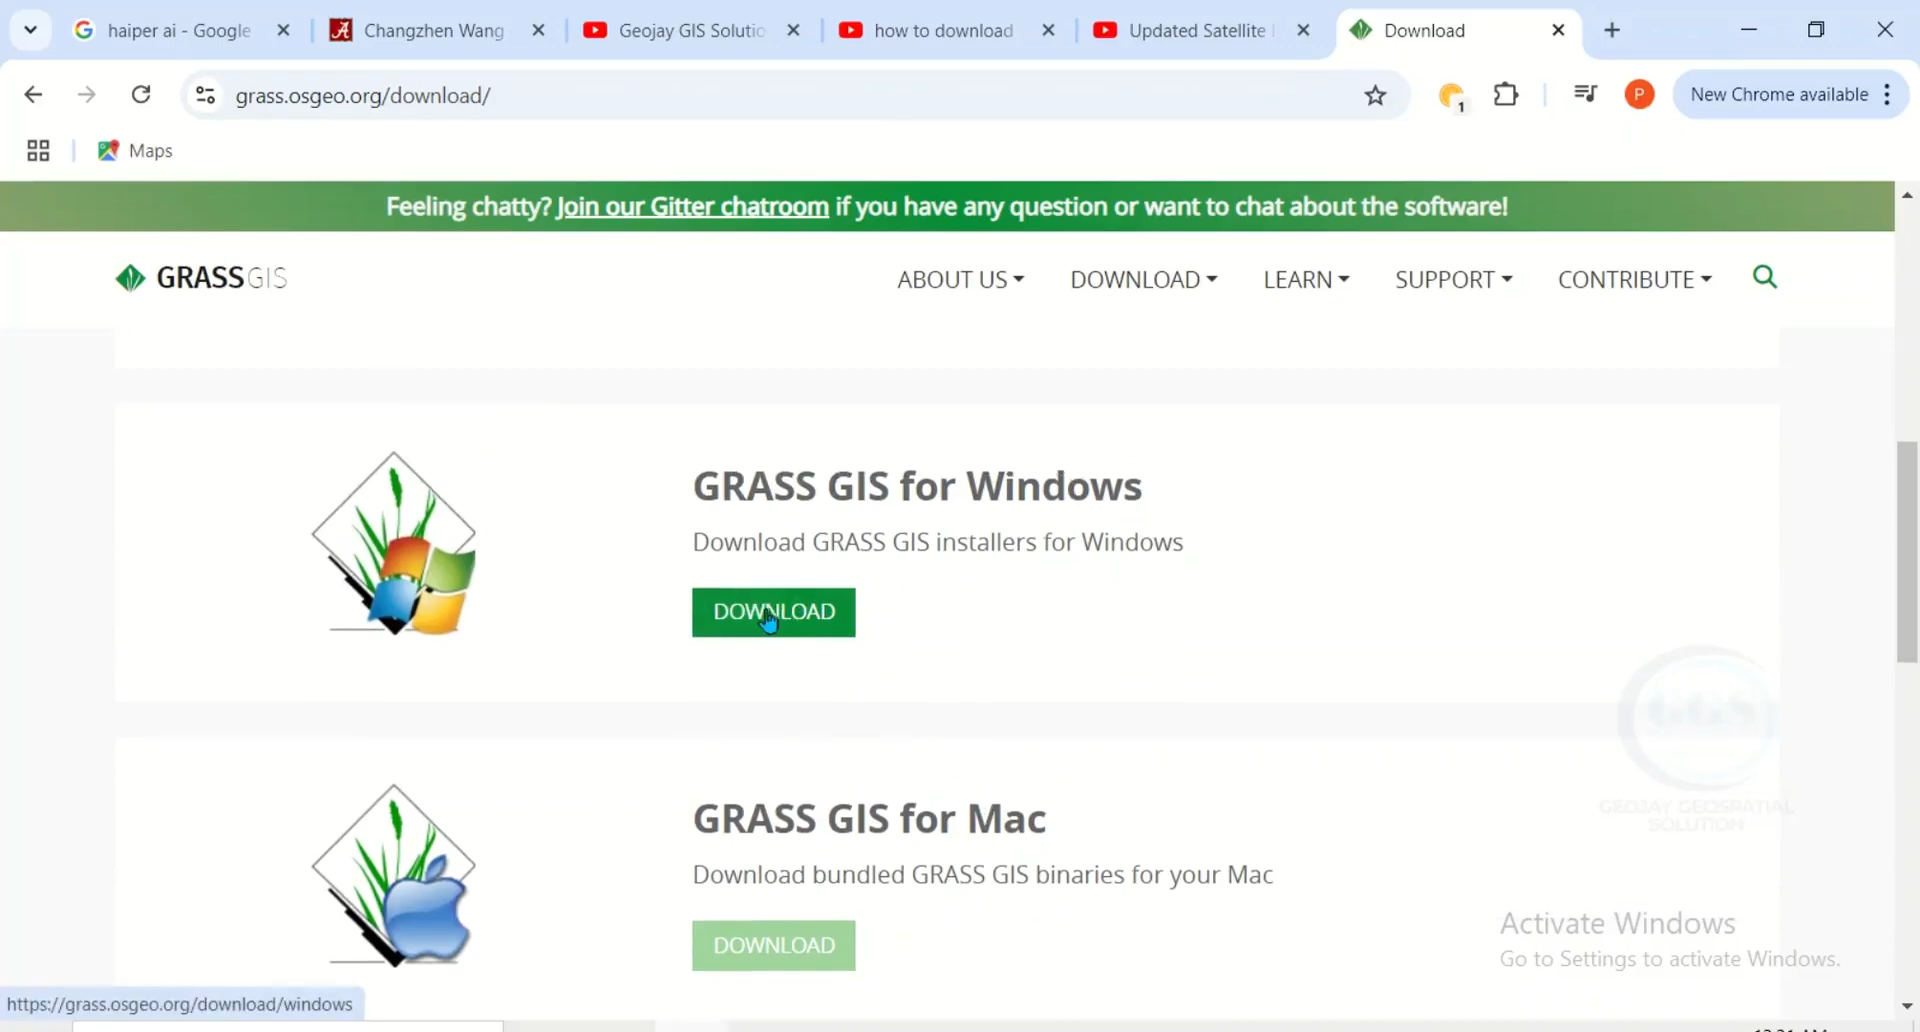 haiper ai - Google
Changzhen Wang
Geojay GIS Solutio
how to download
Updated Satellite
Download
grass.osgeo.org/download/
1
P
New Chrome available
Maps
Feeling chatty? Join our Gitter chatroom if you have any question or want to chat about the software!
GRASS GIS
ABOUT US
DOWNLOAD
LEARN
SUPPORT
CONTRIBUTE
GRASS GIS for Windows
Download GRASS GIS installers for Windows
DOWNLOAD
GRASS GIS for Mac
Download bundled GRASS GIS binaries for your Mac
DOWNLOAD
GEOJAY GEOSPATIAL
SOLUTION
Activate Windows
Go to Settings to activate Windows.
https://grass.osgeo.org/download/windows